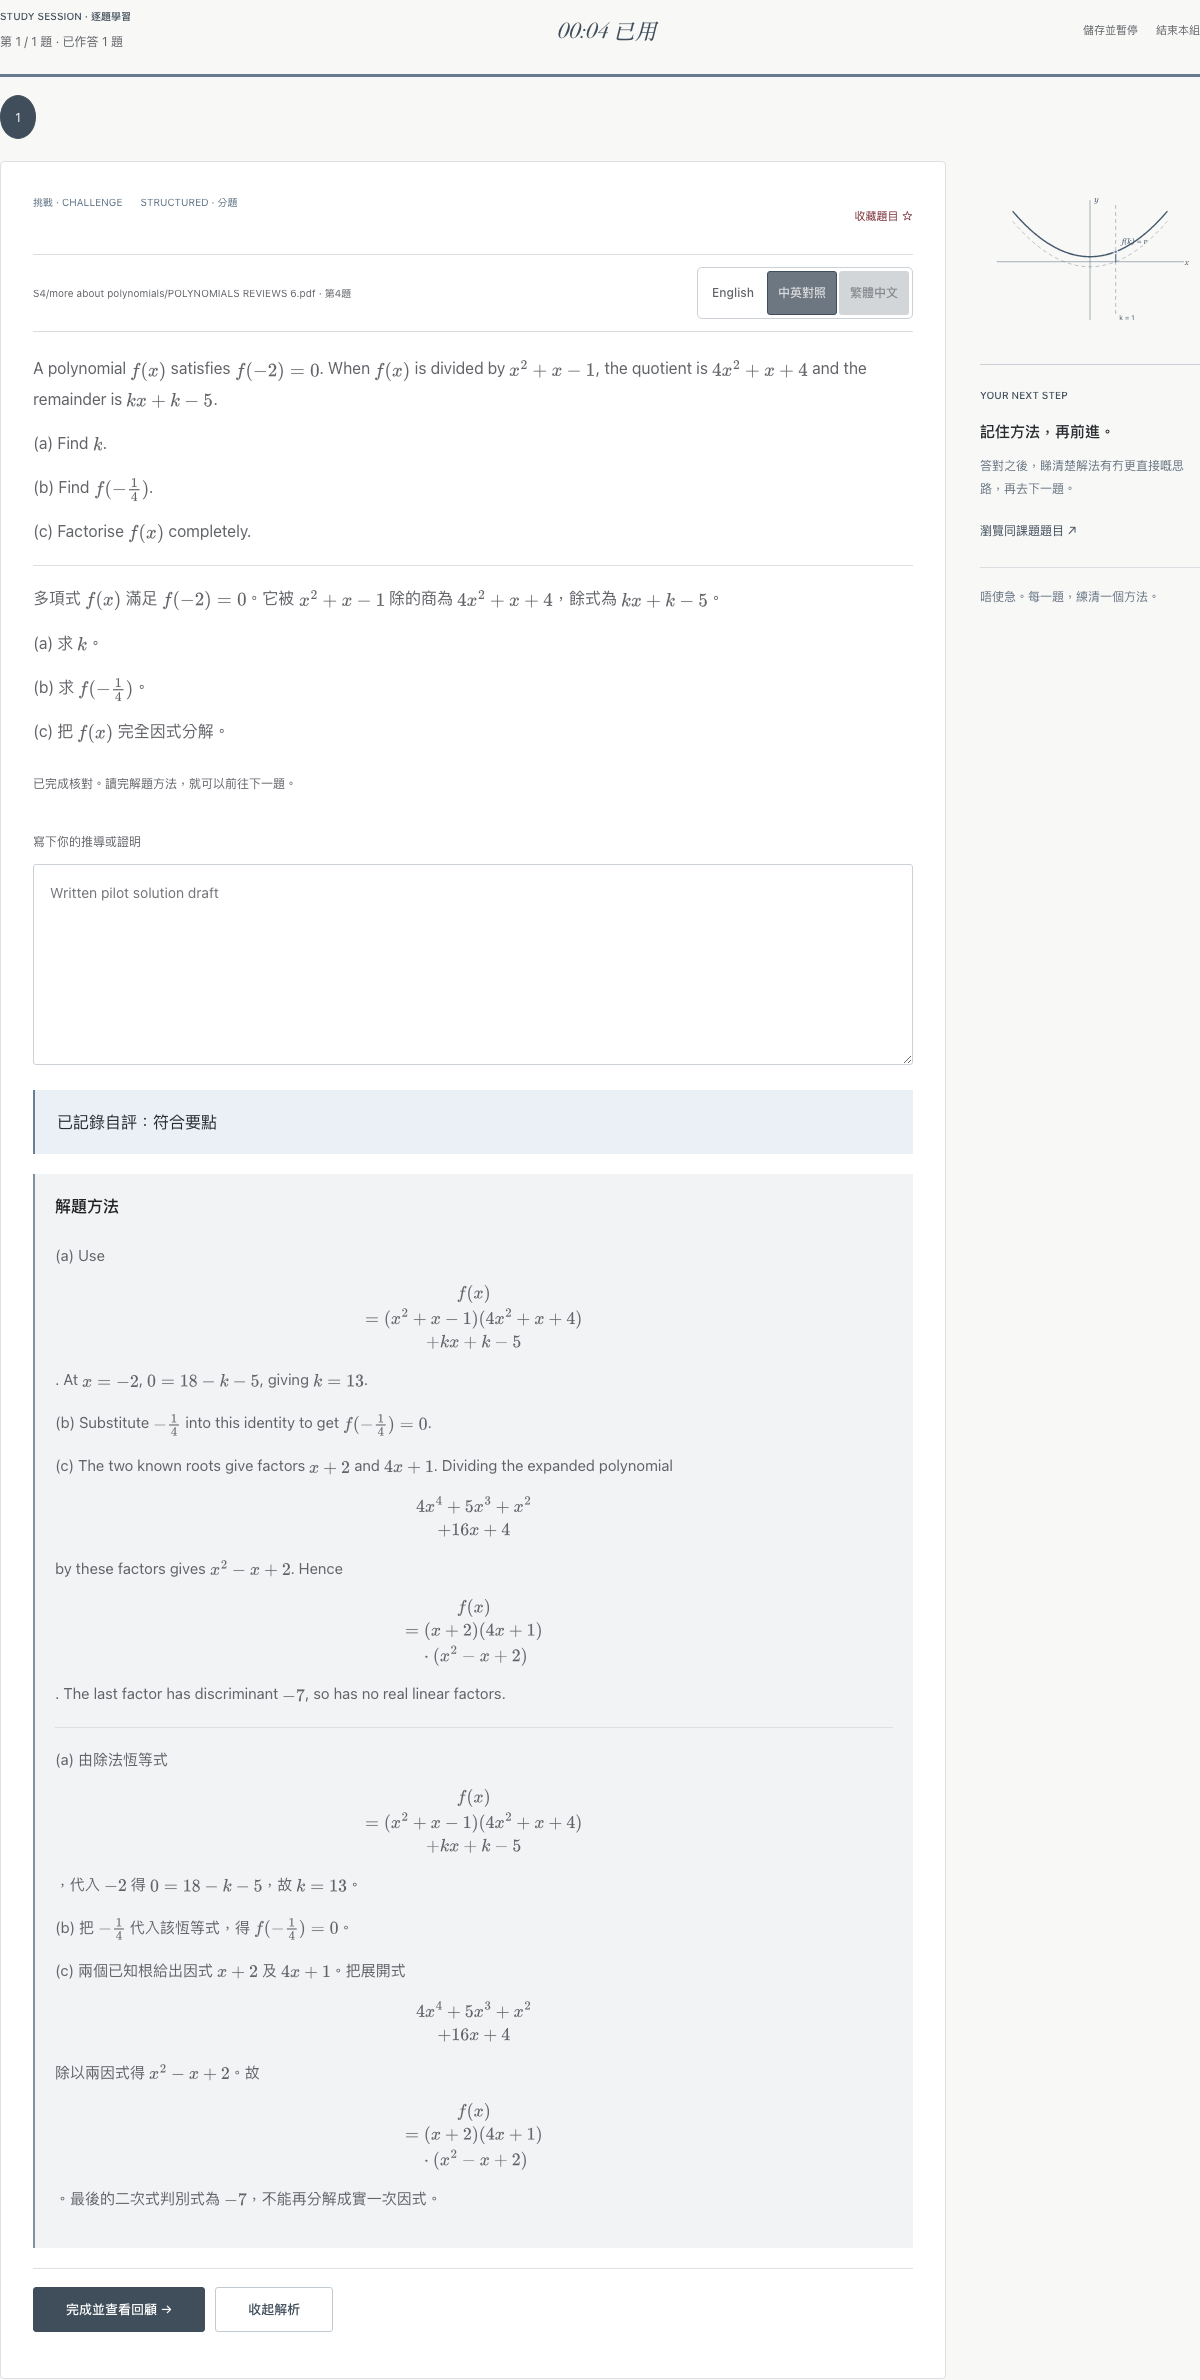 STUDY SESSION · 逐題學習
第 1 / 1 題 · 已作答 1 題
00:04 已用
儲存並暫停
結束本組
1
挑戰 · CHALLENGE STRUCTURED · 分題
收藏題目 ☆
S4/more about polynomials/POLYNOMIALS REVIEWS 6.pdf · 第4題
English 中英對照 繁體中文
A polynomial f(x) satisfies f(−2) = 0. When f(x) is divided by x² + x − 1, the quotient is 4x² + x + 4 and the
remainder is kx + k − 5.
(a) Find k.
(b) Find f(−1/4).
(c) Factorise f(x) completely.
多項式 f(x) 滿足 f(−2) = 0。它被 x² + x − 1 除的商為 4x² + x + 4，餘式為 kx + k − 5。
(a) 求 k。
(b) 求 f(−1/4)。
(c) 把 f(x) 完全因式分解。
已完成核對。讀完解題方法，就可以前往下一題。
寫下你的推導或證明
Written pilot solution draft
已記錄自評：符合要點
解題方法
(a) Use
f(x)
= (x² + x − 1)(4x² + x + 4)
+kx + k − 5
. At x = −2, 0 = 18 − k − 5, giving k = 13.
(b) Substitute −1/4 into this identity to get f(−1/4) = 0.
(c) The two known roots give factors x + 2 and 4x + 1. Dividing the expanded polynomial
4x⁴ + 5x³ + x²
+16x + 4
by these factors gives x² − x + 2. Hence
f(x)
= (x + 2)(4x + 1)
· (x² − x + 2)
. The last factor has discriminant −7, so has no real linear factors.
(a) 由除法恆等式
f(x)
= (x² + x − 1)(4x² + x + 4)
+kx + k − 5
，代入 −2 得 0 = 18 − k − 5，故 k = 13。
(b) 把 −1/4 代入該恆等式，得 f(−1/4) = 0。
(c) 兩個已知根給出因式 x + 2 及 4x + 1。把展開式
4x⁴ + 5x³ + x²
+16x + 4
除以兩因式得 x² − x + 2。故
f(x)
= (x + 2)(4x + 1)
· (x² − x + 2)
。最後的二次式判別式為 −7，不能再分解成實一次因式。
完成並查看回顧 →
收起解析
y
f(k) = r
x
k = 1
YOUR NEXT STEP
記住方法，再前進。
答對之後，睇清楚解法有冇更直接嘅思
路，再去下一題。
瀏覽同課題題目 ↗
唔使急。每一題，練清一個方法。